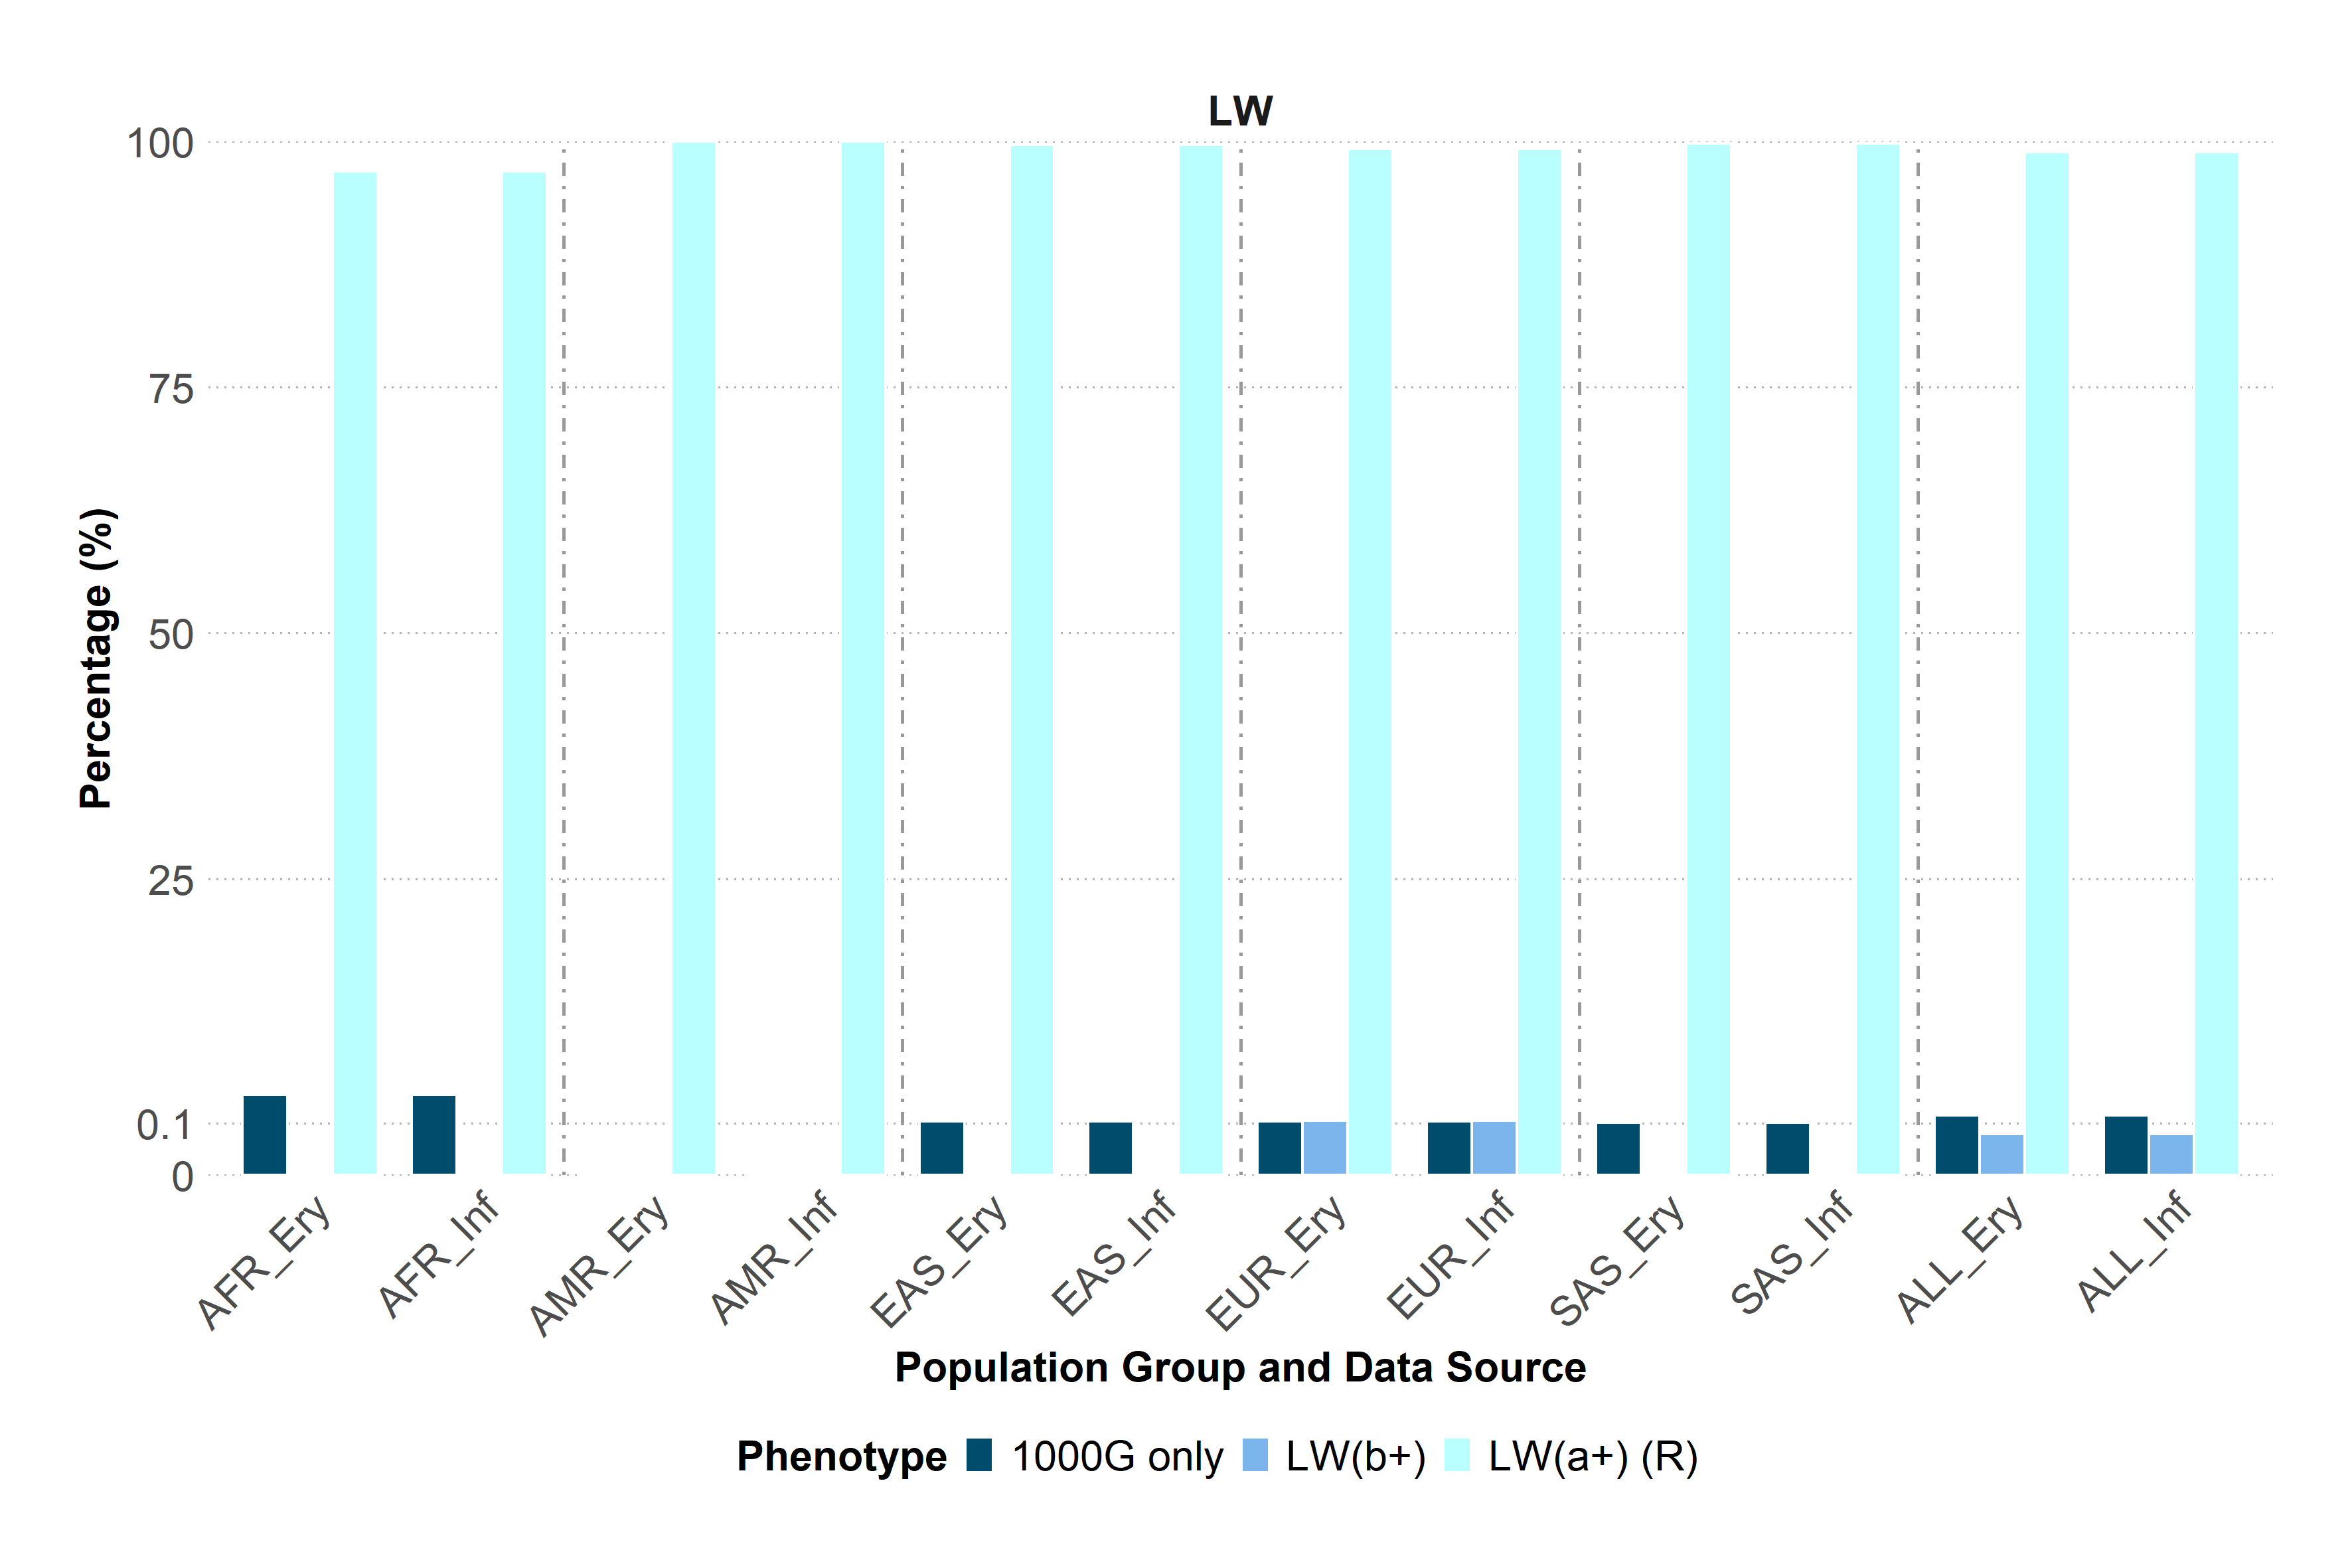 LW
100
75
50
25
0.1
0
Percentage (%)
AFR_Ery
AFR_Inf
AMR_Ery
AMR_Inf
EAS_Ery
EAS_Inf
EUR_Ery
EUR_Inf
SAS_Ery
SAS_Inf
ALL_Ery
ALL_Inf
Population Group and Data Source
Phenotype 1000G only LW(b+) LW(a+) (R)